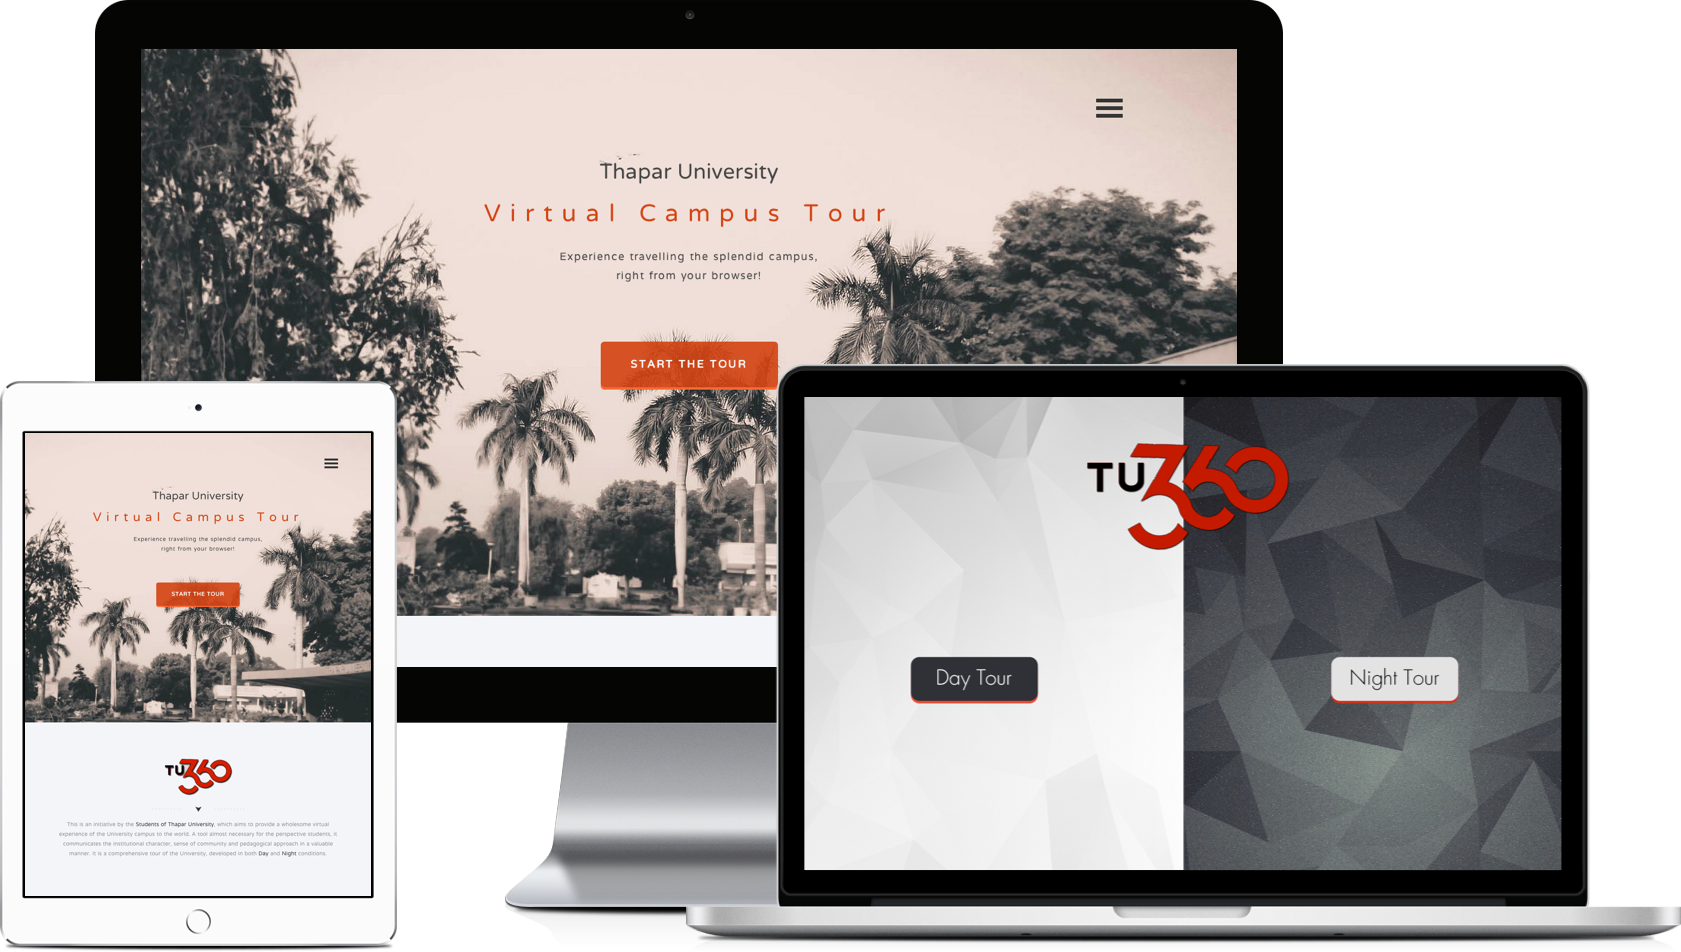 Thapar University
Virtual Campus Tour
Experience travelling the splendid campus,
right from your browser!
START THE TOUR
Thapar University
Virtual Campus Tour
Experience travelling the splendid campus,
right from your browser!
START THE TOUR
TU360
This is an initiative by the Students of Thapar University, which aims to provide a wholesome virtual
experience of the University campus to the world. A tool almost necessary for the perspective students, it
communicates the institutional character, sense of community and pedagogical approach in a valuable
manner. It is a comprehensive tour of the University, developed in both Day and Night conditions.
TU360
Day Tour
Night Tour